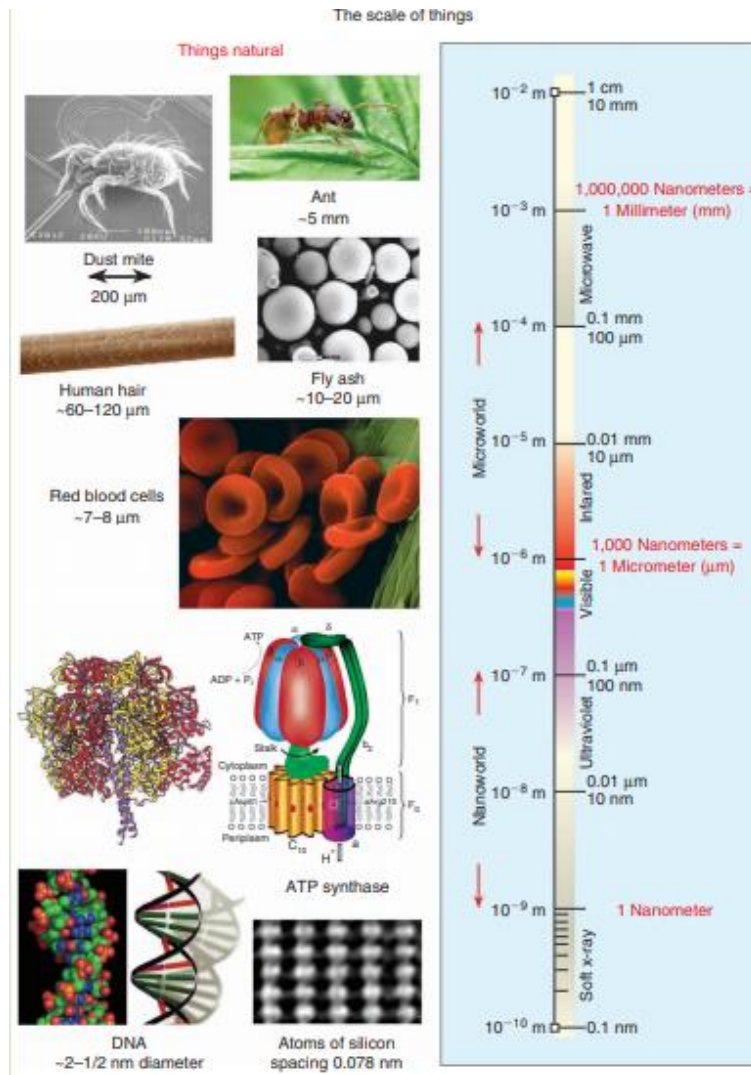 The scale of things
Things natural
Dust mite
200 μm
Ant
~5 mm
Human hair
~60–120 μm
Fly ash
~10–20 μm
Red blood cells
~7–8 μm
ATP
ADP + Pᵢ
α
δ
β
b₂
F₁
Stalk
Cytoplasm
F₀
Periplasm
C₁₀
a
H⁺
ATP synthase
DNA
~2–1/2 nm diameter
Atoms of silicon
spacing 0.078 nm
10⁻² m
1 cm
10 mm
1,000,000 Nanometers =
10⁻³ m
1 Millimeter (mm)
Microwave
10⁻⁴ m
0.1 mm
100 μm
Microworld
10⁻⁵ m
0.01 mm
10 μm
Infared
1,000 Nanometers =
10⁻⁶ m
1 Micrometer (μm)
Visible
10⁻⁷ m
0.1 μm
100 nm
Ultraviolet
Nanoworld
10⁻⁸ m
0.01 μm
10 nm
10⁻⁹ m
1 Nanometer
Soft x-ray
10⁻¹⁰ m
0.1 nm